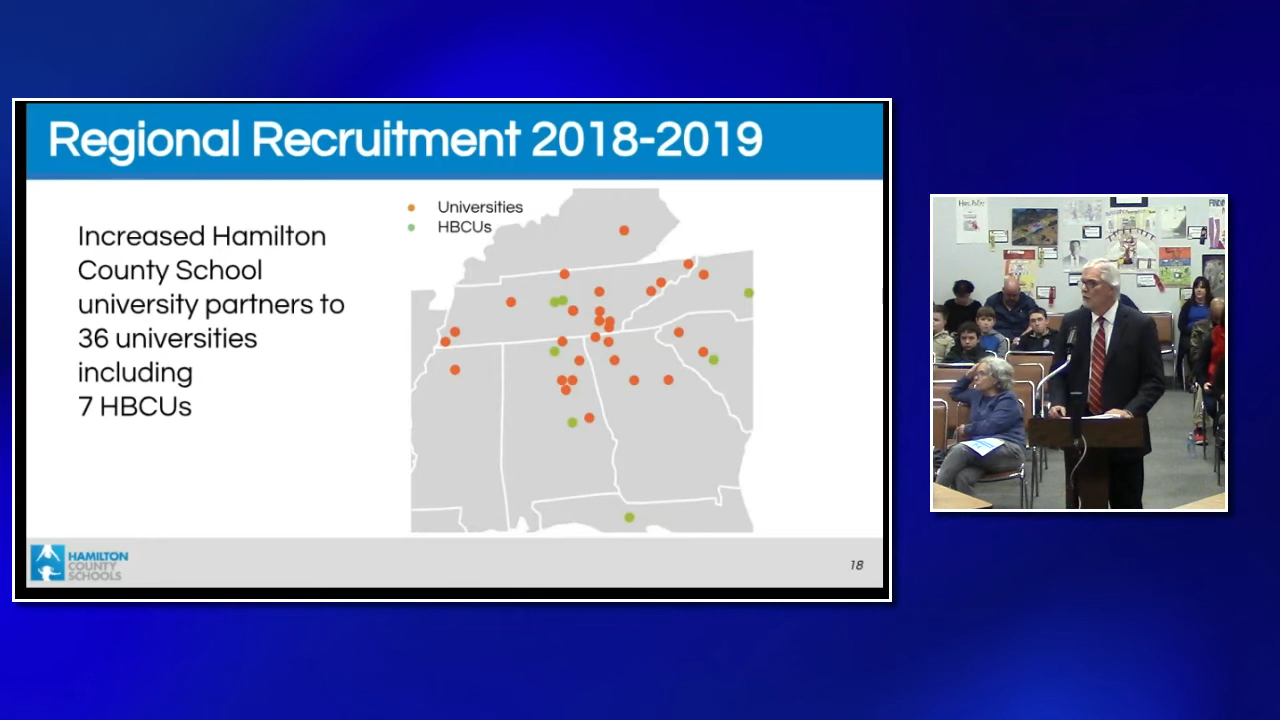 Regional Recruitment 2018-2019
Universities
HBCUs
Increased Hamilton
County School
university partners to
36 universities
including
7 HBCUs
HAMILTON
COUNTY
SCHOOLS
18